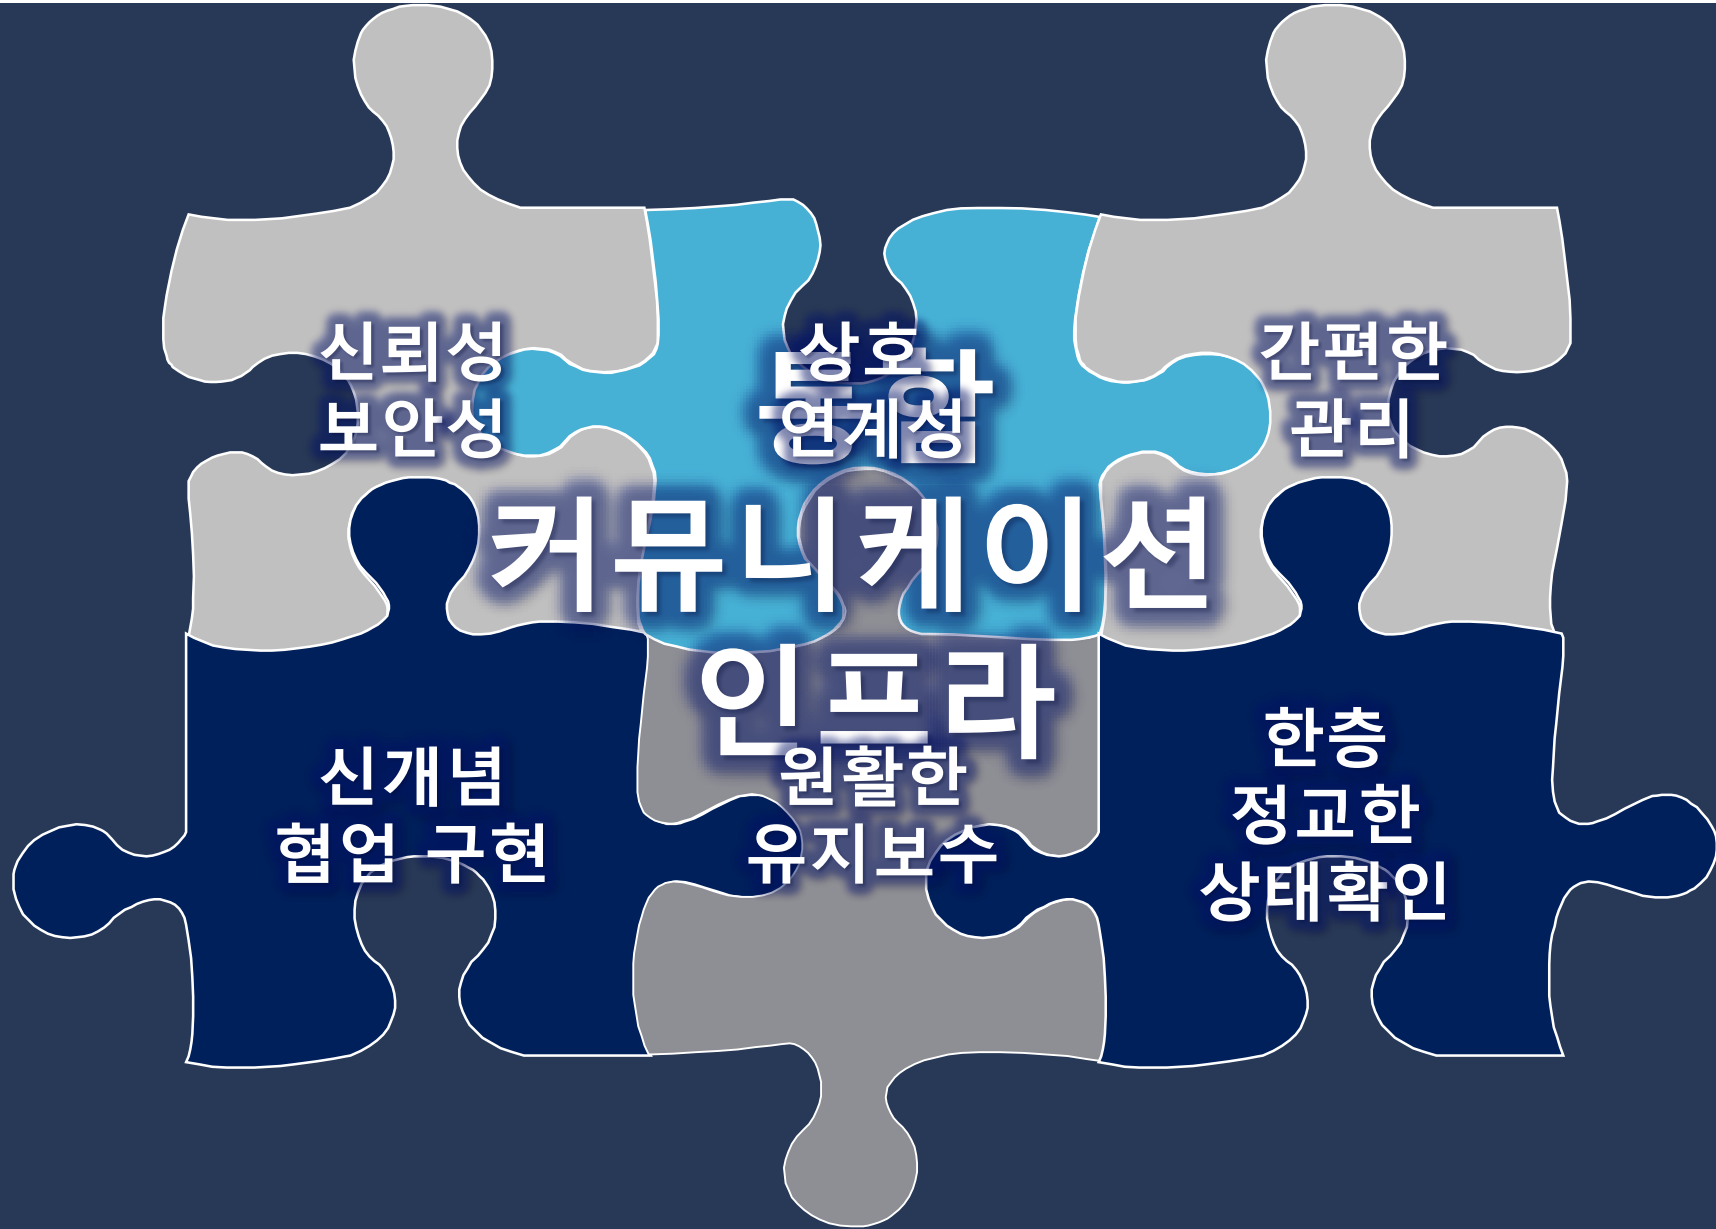 신뢰성
보안성
상호
연계성
간편한
관리
통합
커뮤니케이션
인프라
신개념
협업 구현
원활한
유지보수
한층
정교한
상태확인